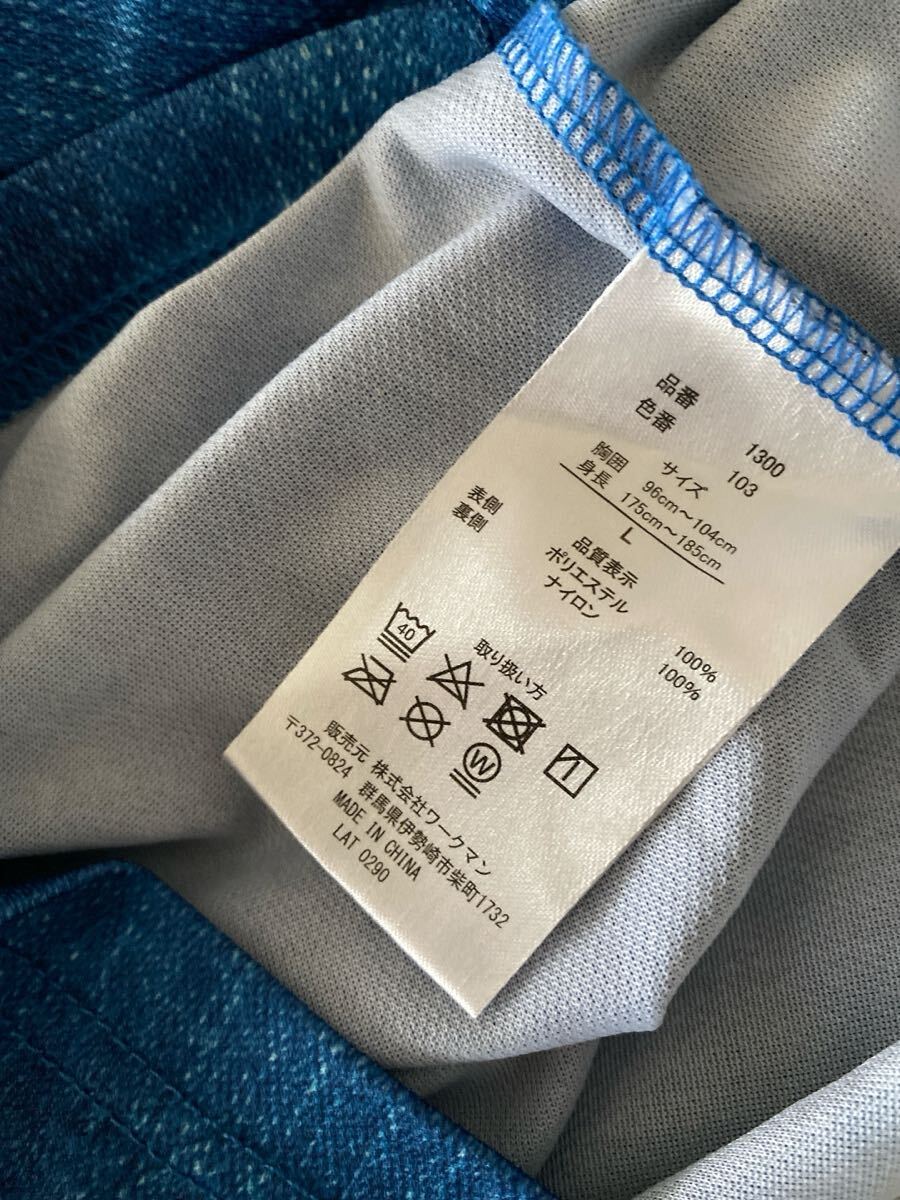 品番 1300
色番 103
サイズ
胸囲 96cm～104cm
身長 175cm～185cm
L
品質表示
表側 ポリエステル 100%
裏側 ナイロン 100%
取り扱い方
40
W
販売元 株式会社ワークマン
〒372-0824 群馬県伊勢崎市柴町1732
MADE IN CHINA
LAT 0290